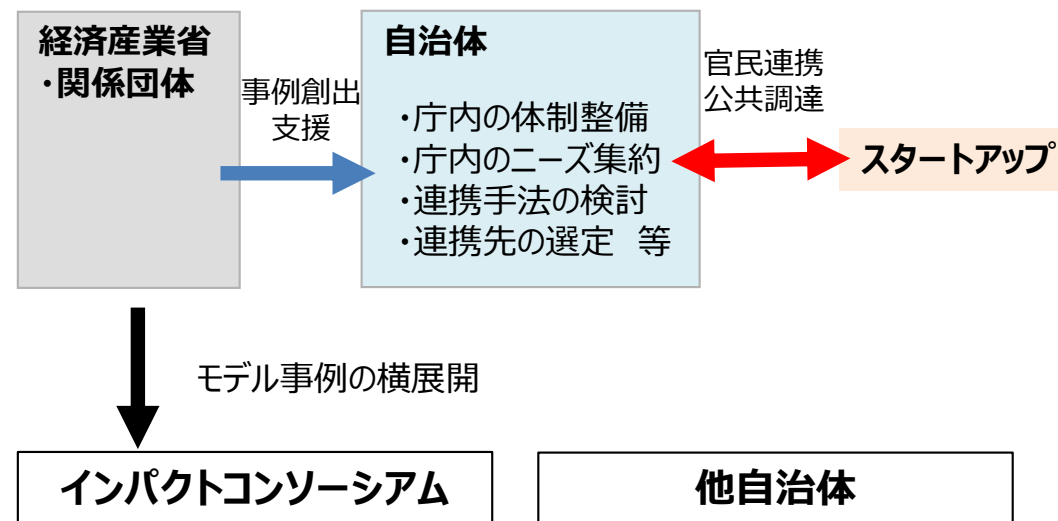 経済産業省
・関係団体
事例創出
支援
自治体
・庁内の体制整備
・庁内のニーズ集約
・連携手法の検討
・連携先の選定　等
官民連携
公共調達
スタートアップ
モデル事例の横展開
インパクトコンソーシアム
他自治体